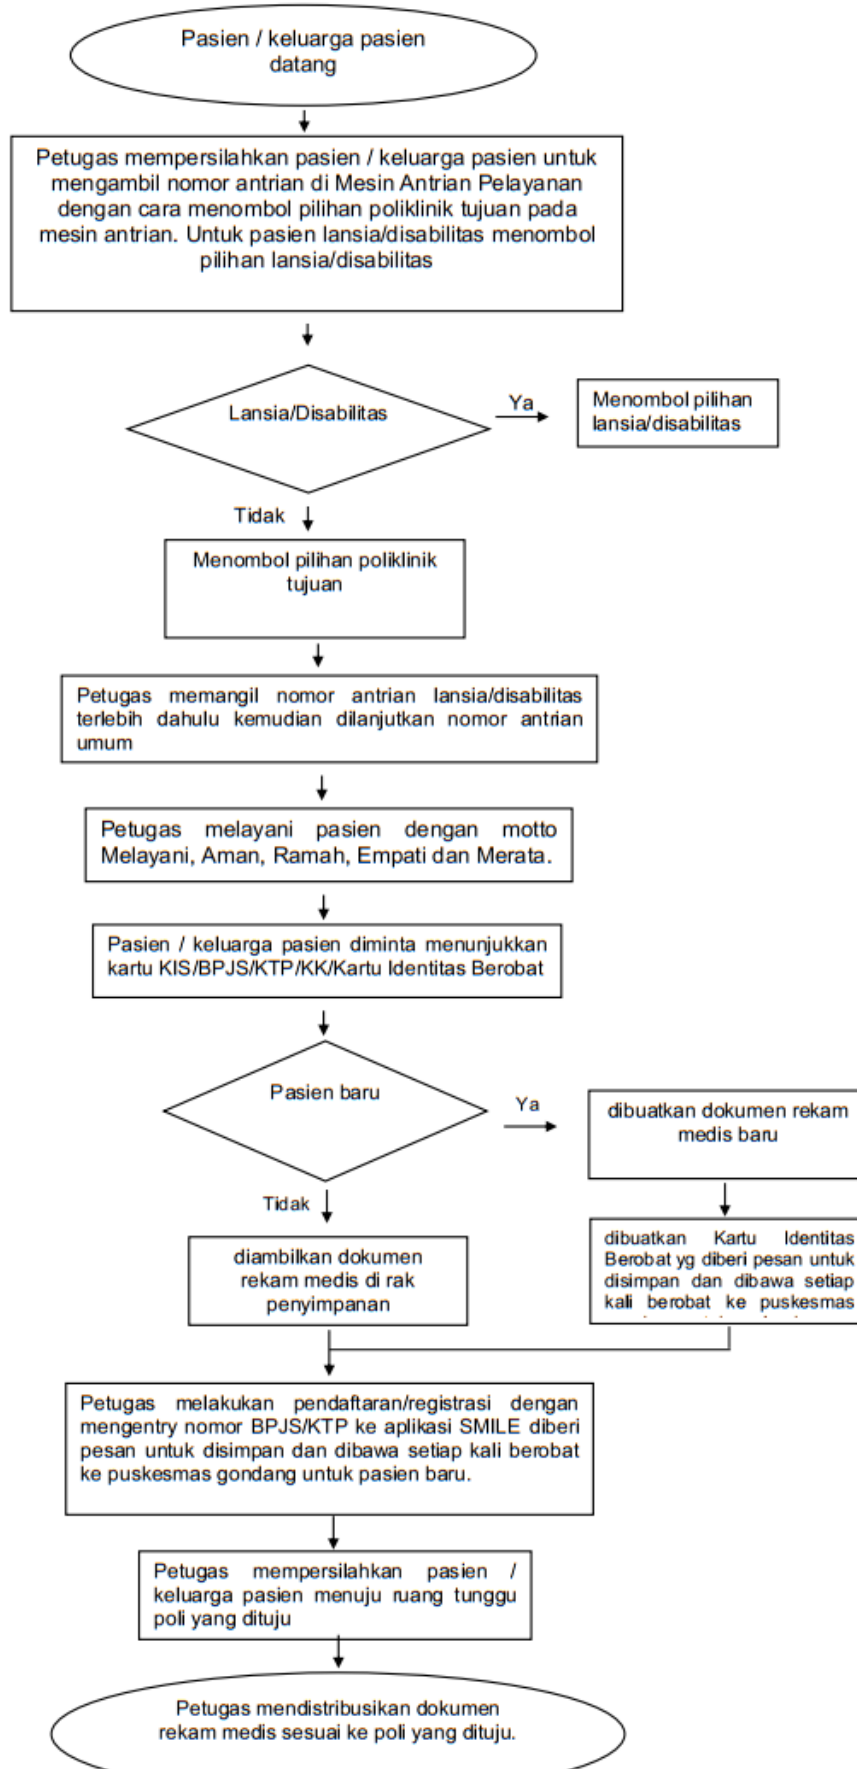 Pasien / keluarga pasien
datang
Petugas mempersilahkan pasien / keluarga pasien untuk
mengambil nomor antrian di Mesin Antrian Pelayanan
dengan cara menombol pilihan poliklinik tujuan pada
mesin antrian. Untuk pasien lansia/disabilitas menombol
pilihan lansia/disabilitas
Lansia/Disabilitas
Ya
Menombol pilihan
lansia/disabilitas
Tidak
Menombol pilihan poliklinik
tujuan
Petugas memangil nomor antrian lansia/disabilitas
terlebih dahulu kemudian dilanjutkan nomor antrian
umum
Petugas melayani pasien dengan motto
Melayani, Aman, Ramah, Empati dan Merata.
Pasien / keluarga pasien diminta menunjukkan
kartu KIS/BPJS/KTP/KK/Kartu Identitas Berobat
Pasien baru
Ya
dibuatkan dokumen rekam
medis baru
Tidak
diambilkan dokumen
rekam medis di rak
penyimpanan
dibuatkan Kartu Identitas
Berobat yg diberi pesan untuk
disimpan dan dibawa setiap
kali berobat ke puskesmas
Petugas melakukan pendaftaran/registrasi dengan
mengentry nomor BPJS/KTP ke aplikasi SMILE diberi
pesan untuk disimpan dan dibawa setiap kali berobat
ke puskesmas gondang untuk pasien baru.
Petugas mempersilahkan pasien /
keluarga pasien menuju ruang tunggu
poli yang dituju
Petugas mendistribusikan dokumen
rekam medis sesuai ke poli yang dituju.